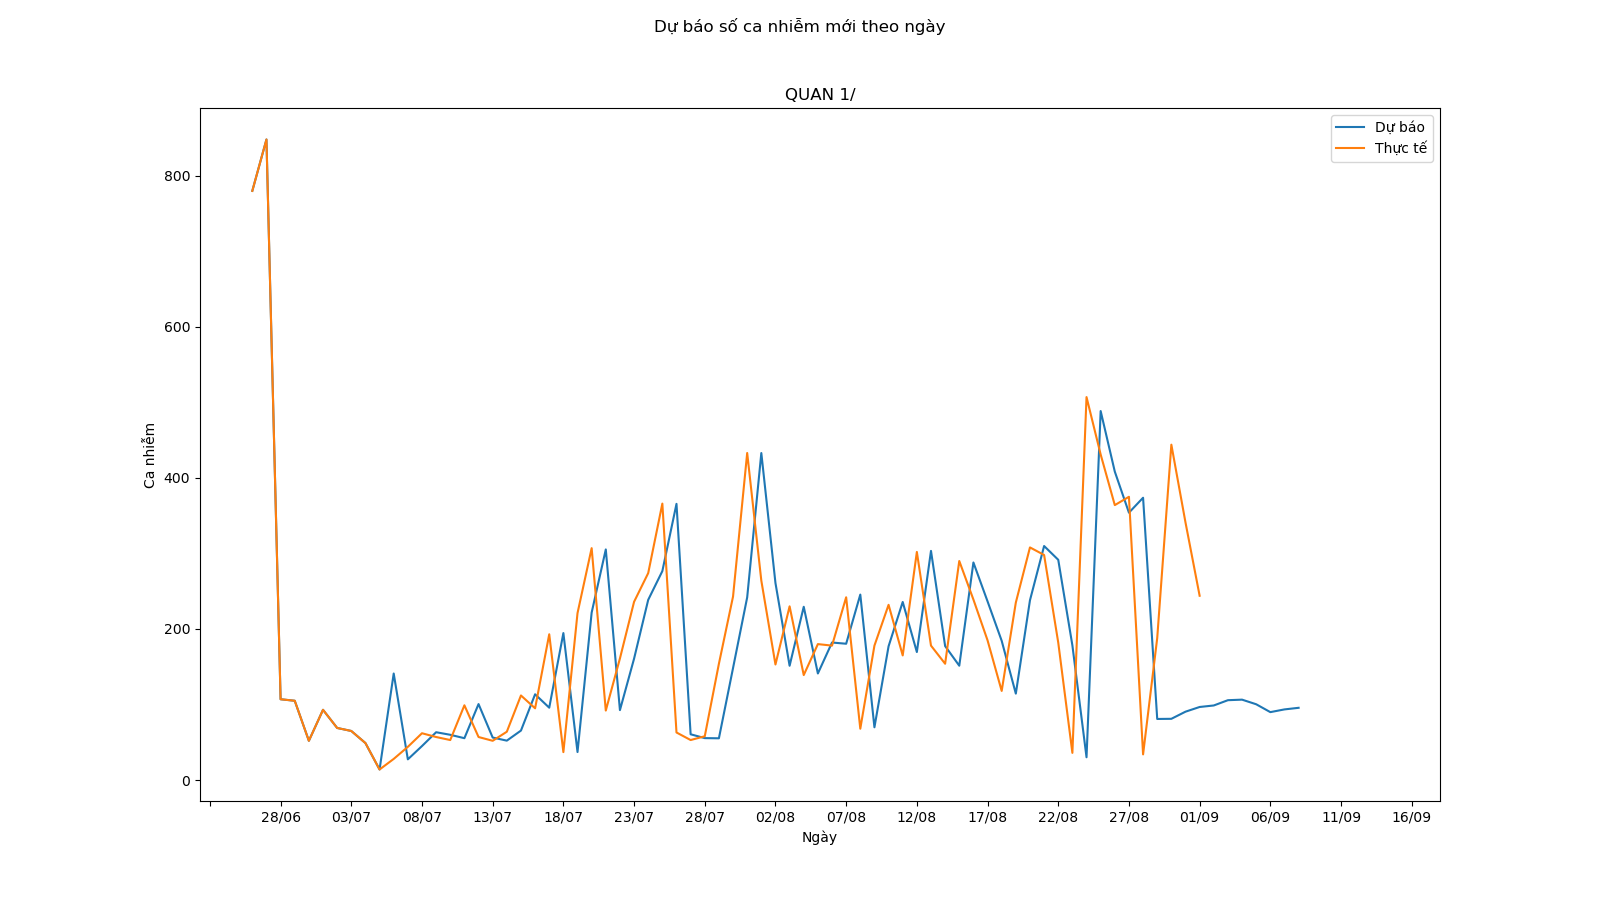 Dự báo số ca nhiễm mới theo ngày
QUAN 1/
Dự báo
Thực tế
800
600
400
200
0
Ca nhiễm
28/06 03/07 08/07 13/07 18/07 23/07 28/07 02/08 07/08 12/08 17/08 22/08 27/08 01/09 06/09 11/09 16/09
Ngày